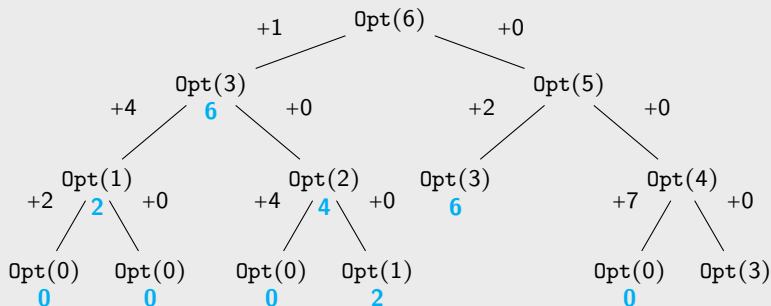 Opt(6)
+1 +0
Opt(3) Opt(5)
6
+4 +0 +2 +0
Opt(1) Opt(2) Opt(3) Opt(4)
2 4 6
+2 +0 +4 +0 +7 +0
Opt(0) Opt(0) Opt(0) Opt(1) Opt(0) Opt(3)
0 0 0 2 0